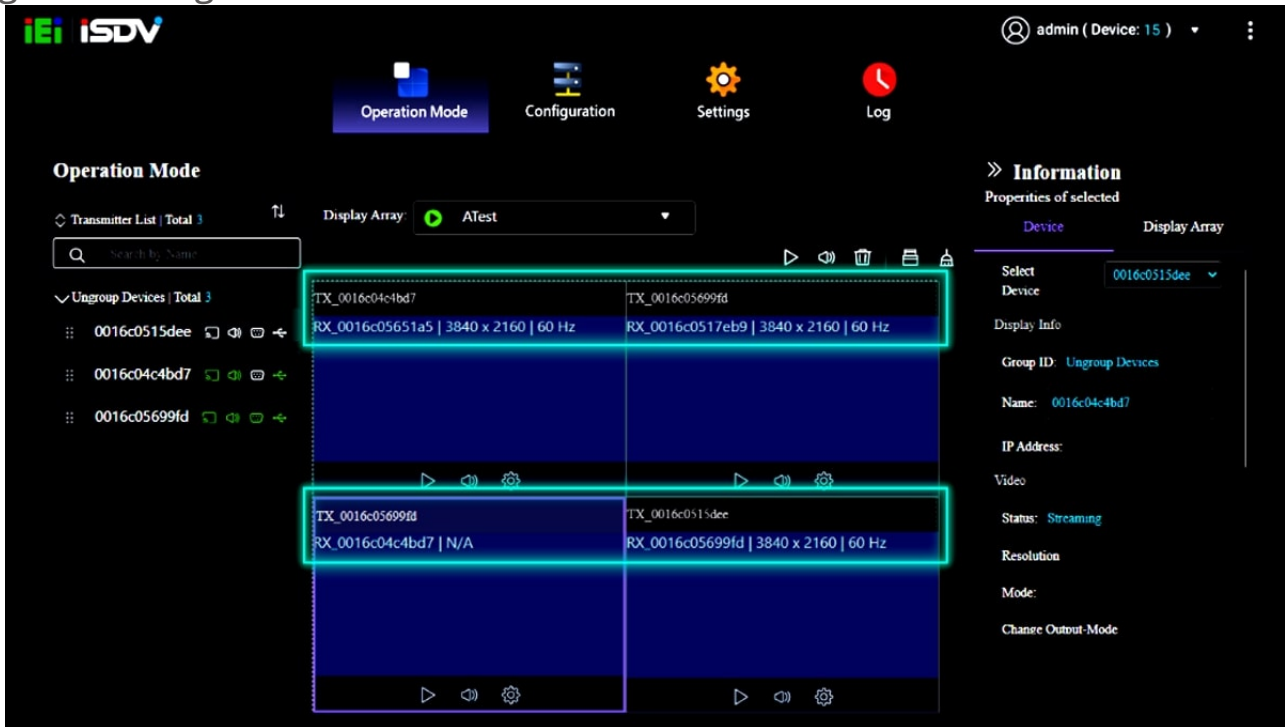 iEi iSDV
admin ( Device: 15 )
Operation Mode
Configuration
Settings
Log
Operation Mode
Transmitter List | Total 3
Search by Name
Ungroup Devices | Total 3
0016c0515dee
0016c04c4bd7
0016c05699fd
Display Array:
ATest
TX_0016c04c4bd7
RX_0016c05651a5 | 3840 x 2160 | 60 Hz
TX_0016c05699fd
RX_0016c0517eb9 | 3840 x 2160 | 60 Hz
TX_0016c05699fd
RX_0016c04c4bd7 | N/A
TX_0016c0515dee
RX_0016c05699fd | 3840 x 2160 | 60 Hz
Information
Properities of selected
Device
Display Array
Select
Device
0016c0515dee
Display Info
Group ID: Ungroup Devices
Name: 0016c04c4bd7
IP Address:
Video
Status: Streaming
Resolution
Mode:
Change Output-Mode